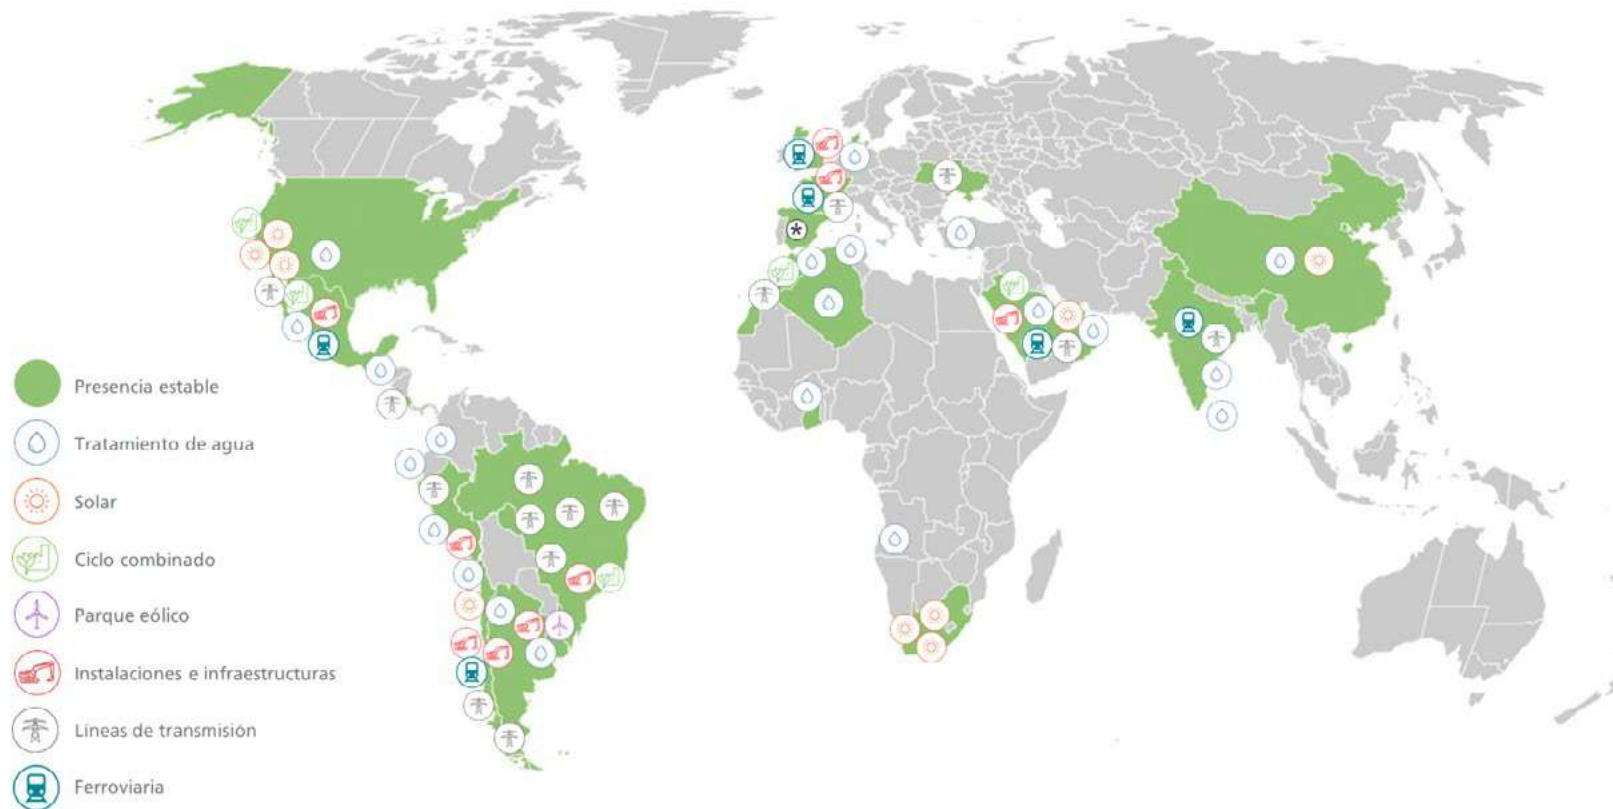 Presencia estable
Tratamiento de agua
Solar
Ciclo combinado
Parque eólico
Instalaciones e infraestructuras
Líneas de transmisión
Ferroviaria